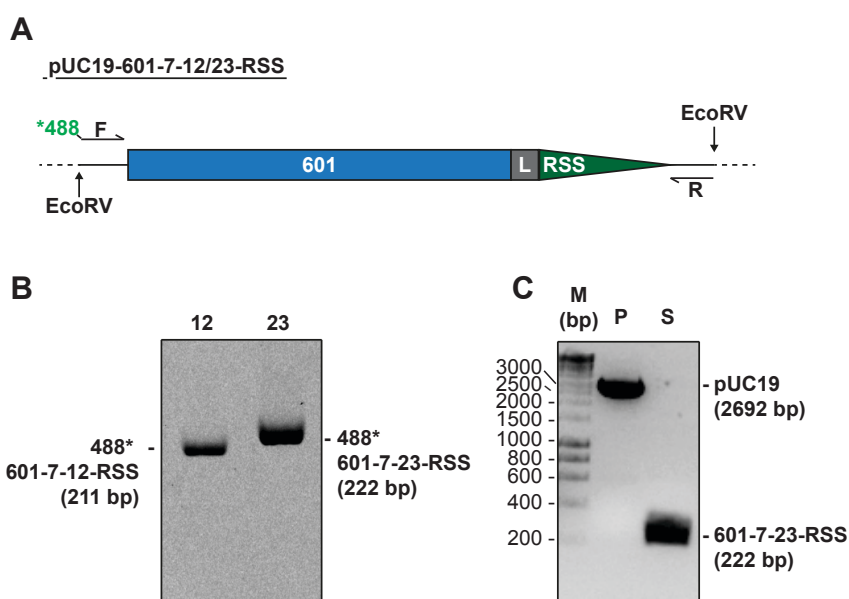 A
pUC19-601-7-12/23-RSS
*488
F
EcoRV
601
L
RSS
EcoRV
R
B
12
23
488* -
601-7-12-RSS
(211 bp)
- 488*
601-7-23-RSS
(222 bp)
C
M
(bp)
P
S
3000
2500
2000 -
1500 -
1000 -
800 -
600 -
400 -
200 -
- pUC19
(2692 bp)
- 601-7-23-RSS
(222 bp)